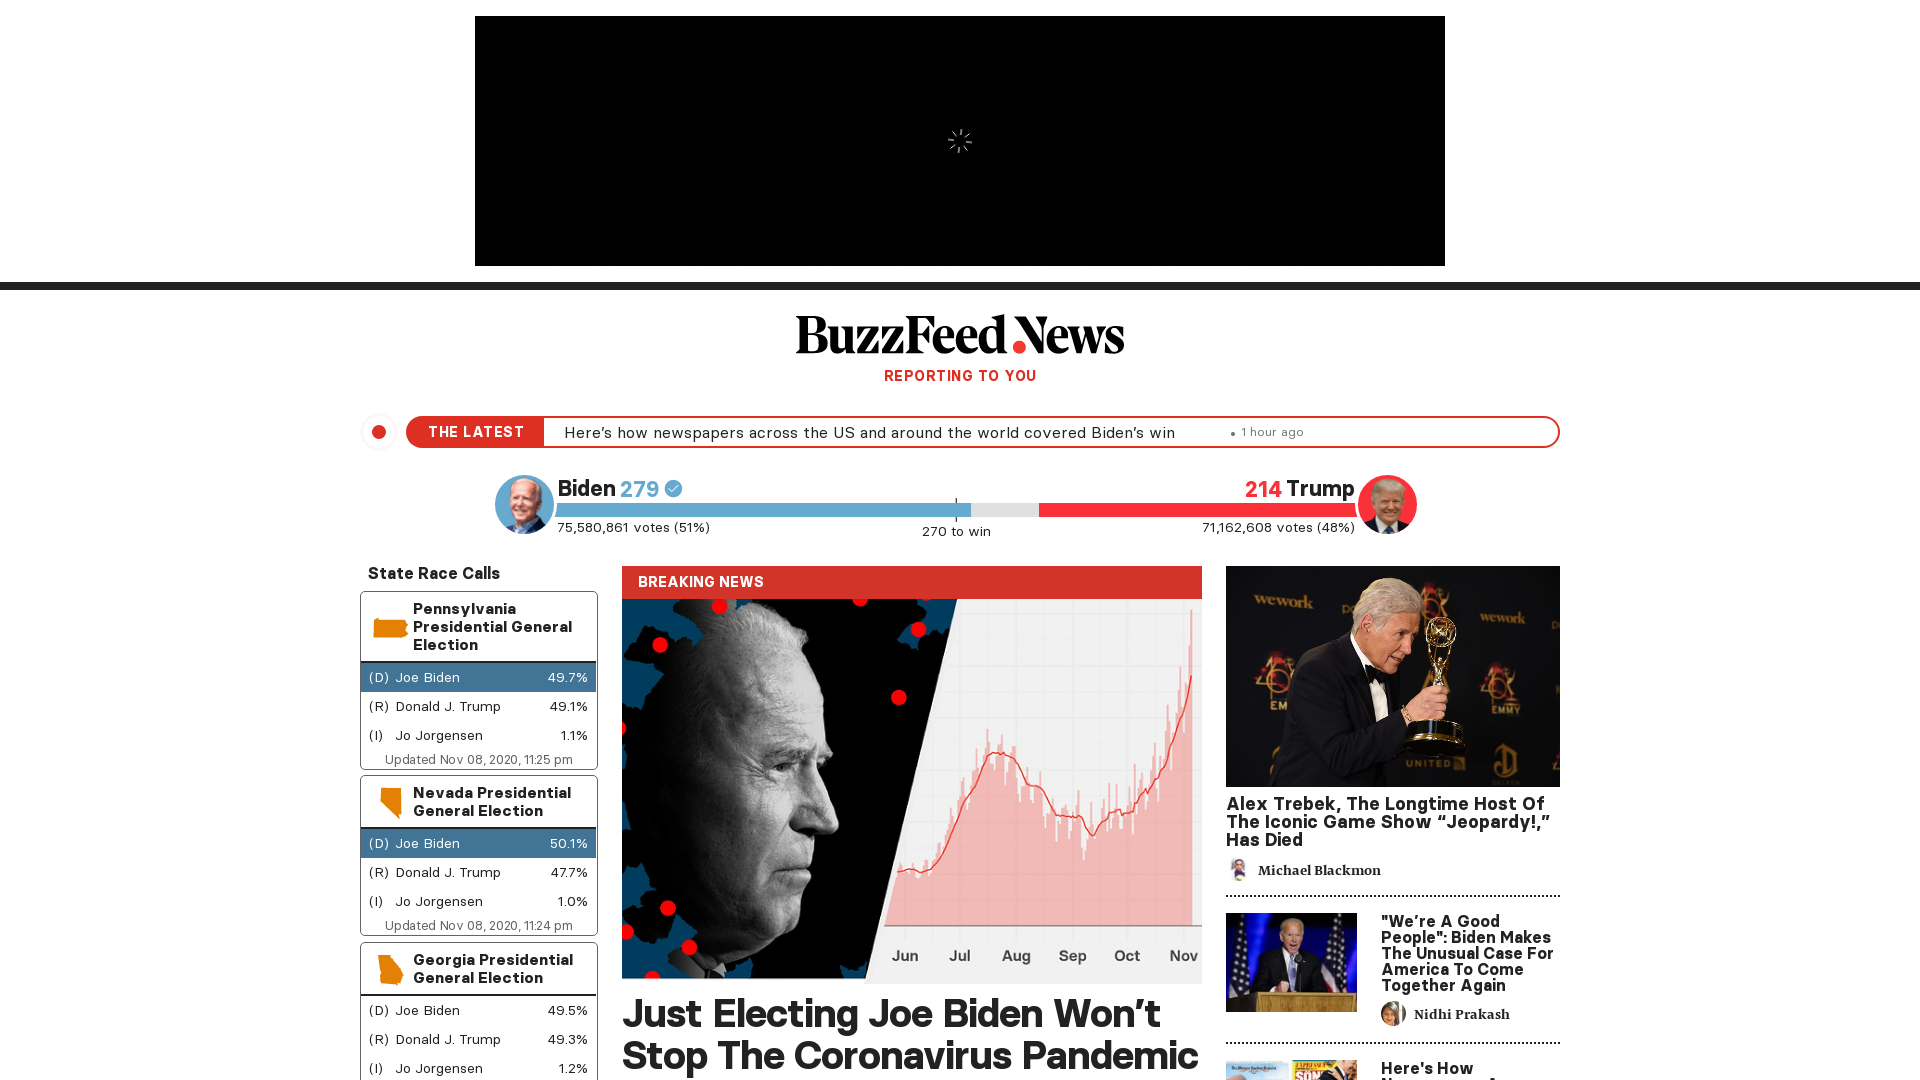 BuzzFeed News
REPORTING TO YOU
THE LATEST
Here’s how newspapers across the US and around the world covered Biden’s win
• 1 hour ago
Biden 279
214 Trump
75,580,861 votes (51%)
270 to win
71,162,608 votes (48%)
State Race Calls
Pennsylvania
Presidential General
Election
(D) Joe Biden 49.7%
(R) Donald J. Trump 49.1%
(I) Jo Jorgensen 1.1%
Updated Nov 08, 2020, 11:25 pm
Nevada Presidential
General Election
(D) Joe Biden 50.1%
(R) Donald J. Trump 47.7%
(I) Jo Jorgensen 1.0%
Updated Nov 08, 2020, 11:24 pm
Georgia Presidential
General Election
(D) Joe Biden 49.5%
(R) Donald J. Trump 49.3%
(I) Jo Jorgensen 1.2%
BREAKING NEWS
Jun Jul Aug Sep Oct Nov
Just Electing Joe Biden Won’t
Stop The Coronavirus Pandemic
wework
wework
EMMY
UNITED
Alex Trebek, The Longtime Host Of
The Iconic Game Show “Jeopardy!,”
Has Died
Michael Blackmon
"We’re A Good
People": Biden Makes
The Unusual Case For
America To Come
Together Again
Nidhi Prakash
Here's How